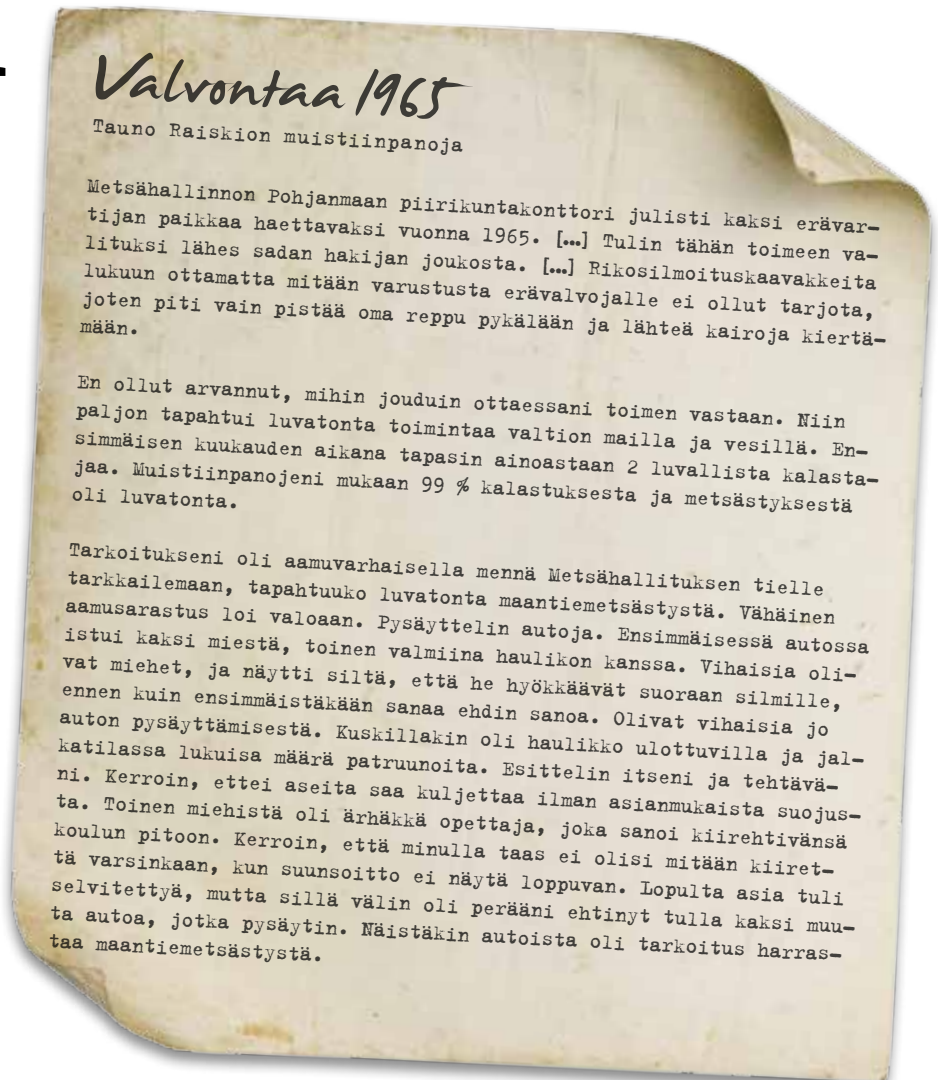 Valvontaa 1965
Tauno Raiskion muistiinpanoja
Metsähallinnon Pohjanmaan piirikuntakonttori julisti kaksi erävar-
tijan paikkaa haettavaksi vuonna 1965. […] Tulin tähän toimeen va-
lituksi lähes sadan hakijan joukosta. […] Rikosilmoituskaavakkeita
lukuun ottamatta mitään varustusta erävalvojalle ei ollut tarjota,
joten piti vain pistää oma reppu pykälään ja lähteä kairoja kiertä-
mään.
En ollut arvannut, mihin jouduin ottaessani toimen vastaan. Niin
paljon tapahtui luvatonta toimintaa valtion mailla ja vesillä. En-
simmäisen kuukauden aikana tapasin ainoastaan 2 luvallista kalasta-
jaa. Muistiinpanojeni mukaan 99 % kalastuksesta ja metsästyksestä
oli luvatonta.
Tarkoitukseni oli aamuvarhaisella mennä Metsähallituksen tielle
tarkkailemaan, tapahtuuko luvatonta maantiemetsästystä. Vähäinen
aamusarastus loi valoaan. Pysäyttelin autoja. Ensimmäisessä autossa
istui kaksi miestä, toinen valmiina haulikon kanssa. Vihaisia oli-
vat miehet, ja näytti siltä, että he hyökkäävät suoraan silmille,
ennen kuin ensimmäistäkään sanaa ehdin sanoa. Olivat vihaisia jo
auton pysäyttämisestä. Kuskillakin oli haulikko ulottuvilla ja jal-
katilassa lukuisa määrä patruunoita. Esittelin itseni ja tehtävä-
ni. Kerroin, ettei aseita saa kuljettaa ilman asianmukaista suojus-
ta. Toinen miehistä oli ärhäkkä opettaja, joka sanoi kiirehtivänsä
koulun pitoon. Kerroin, että minulla taas ei olisi mitään kiiret-
tä varsinkaan, kun suunsoitto ei näytä loppuvan. Lopulta asia tuli
selvitettyä, mutta sillä välin oli perääni ehtinyt tulla kaksi muu-
ta autoa, jotka pysäytin. Näistäkin autoista oli tarkoitus harras-
taa maantiemetsästystä.